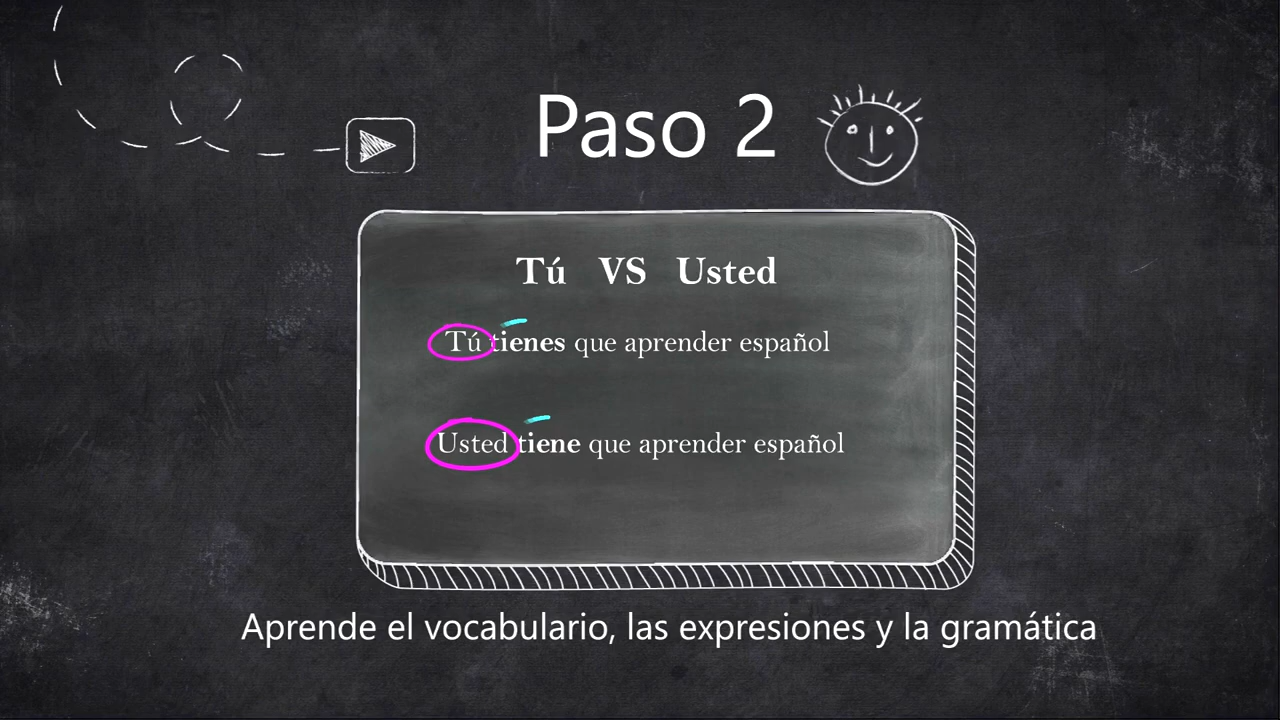 Paso 2
Tú VS Usted
Tú tienes que aprender español
Usted tiene que aprender español
Aprende el vocabulario, las expresiones y la gramática